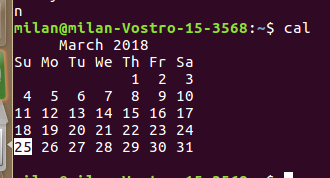 n
milan@milan-Vostro-15-3568:~$ cal
March 2018
Su Mo Tu We Th Fr Sa
1 2 3
4 5 6 7 8 9 10
11 12 13 14 15 16 17
18 19 20 21 22 23 24
25 26 27 28 29 30 31